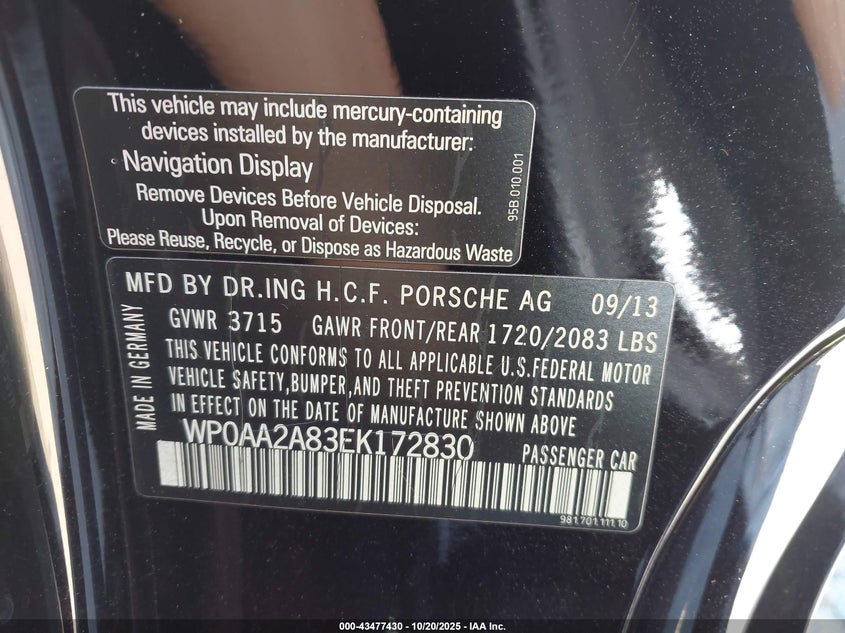 This vehicle may include mercury-containing
devices installed by the manufacturer:
◦ Navigation Display
Remove Devices Before Vehicle Disposal.
Upon Removal of Devices:
Please Reuse, Recycle, or Dispose as Hazardous Waste
95B.010.001
MFD BY DR.ING H.C.F. PORSCHE AG 09/13
GVWR 3715 GAWR FRONT/REAR 1720/2083 LBS
THIS VEHICLE CONFORMS TO ALL APPLICABLE U.S.FEDERAL MOTOR
VEHICLE SAFETY,BUMPER,AND THEFT PREVENTION STANDARDS
IN EFFECT ON THE DATE OF MANUFACTURE SHOWN ABOVE
MADE IN GERMANY
WP0AA2A83EK172830 PASSENGER CAR
981.701.111.10
000-43477430 | 10/20/2025 - IAA Inc.